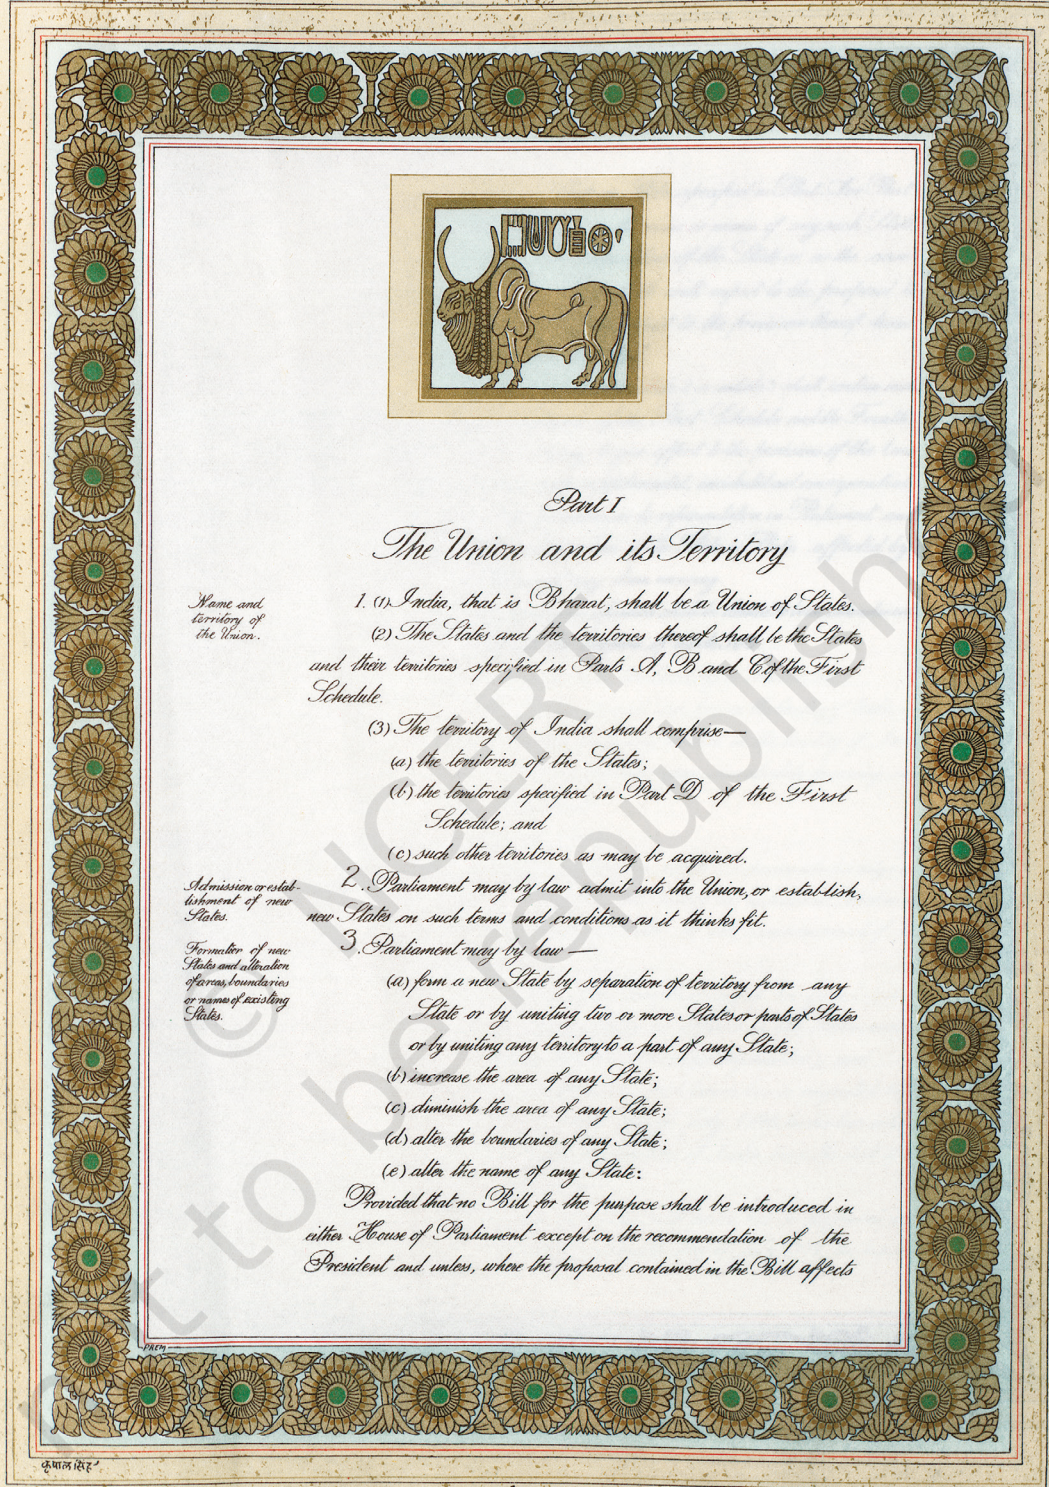 Part I
The Union and its Territory
Name and
territory of
the Union.
1. (1) India, that is Bharat, shall be a Union of States.
(2) The States and the territories thereof shall be the States
and their territories specified in Parts A, B and C of the First
Schedule.
(3) The territory of India shall comprise—
(a) the territories of the States;
(b) the territories specified in Part D of the First
Schedule; and
(c) such other territories as may be acquired.
Admission or estab-
lishment of new
States.
2. Parliament may by law admit into the Union, or establish,
new States on such terms and conditions as it thinks fit.
Formation of new
States and alteration
of areas, boundaries
or names of existing
States.
3. Parliament may by law —
(a) form a new State by separation of territory from any
State or by uniting two or more States or parts of States
or by uniting any territory to a part of any State;
(b) increase the area of any State;
(c) diminish the area of any State;
(d) alter the boundaries of any State;
(e) alter the name of any State:
Provided that no Bill for the purpose shall be introduced in
either House of Parliament except on the recommendation of the
President and unless, where the proposal contained in the Bill affects
PREM
कृपाल सिंह
© NCERT
not to be republished